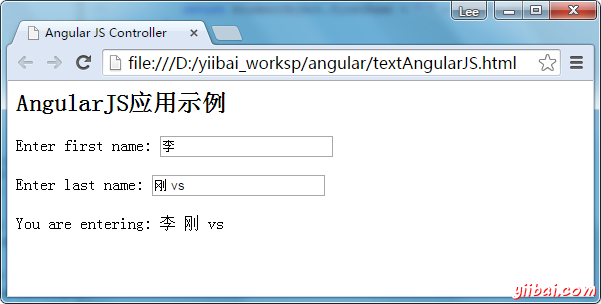 Lee
Angular JS Controller
file:///D:/yiibai_worksp/angular/textAngularJS.html
AngularJS应用示例
Enter first name: 李
Enter last name: 刚 vs
You are entering: 李 刚 vs
yiibai.com